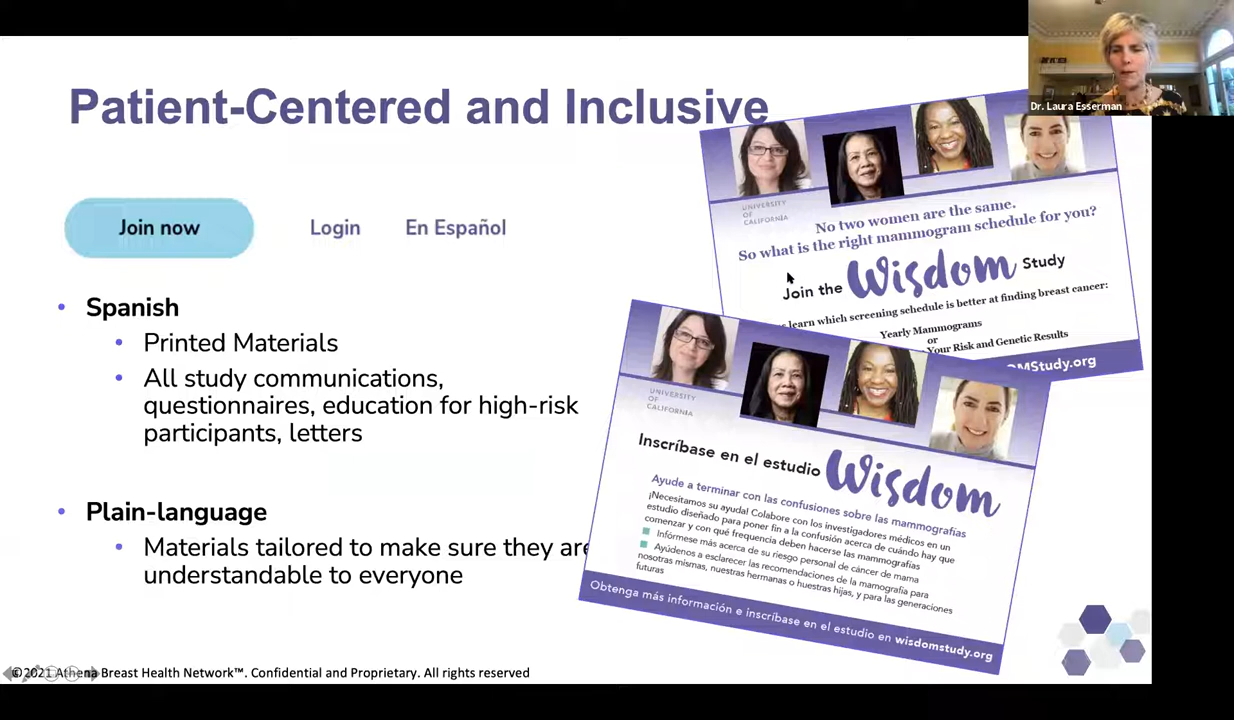 Dr. Laura Esserman
Patient-Centered and Inclusive
Join now
Login
En Español
• Spanish
• Printed Materials
• All study communications,
questionnaires, education for high-risk
participants, letters
• Plain-language
• Materials tailored to make sure they are
understandable to everyone
UNIVERSITY
OF
CALIFORNIA
No two women are the same.
So what is the right mammogram schedule for you?
Join the Wisdom Study
learn which screening schedule is better at finding breast cancer:
Yearly Mammograms
or
Your Risk and Genetic Results
OMStudy.org
UNIVERSITY
OF
CALIFORNIA
Inscríbase en el estudio Wisdom
Ayude a terminar con las confusiones sobre las mamografías
¡Necesitamos su ayuda! Colabore con los investigadores médicos en un
estudio diseñado para poner fin a la confusión acerca de cuándo hay que
comenzar y con qué frecuencia deben hacerse las mamografías
Infórmese más acerca de su riesgo personal de cáncer de mama
Ayúdenos a esclarecer las recomendaciones de la mamografía para
nosotras mismas, nuestras hermanas o nuestras hijas, y para las generaciones
futuras
Obtenga más información e inscríbase en el estudio en wisdomstudy.org
©2021 Athena Breast Health Network™. Confidential and Proprietary. All rights reserved